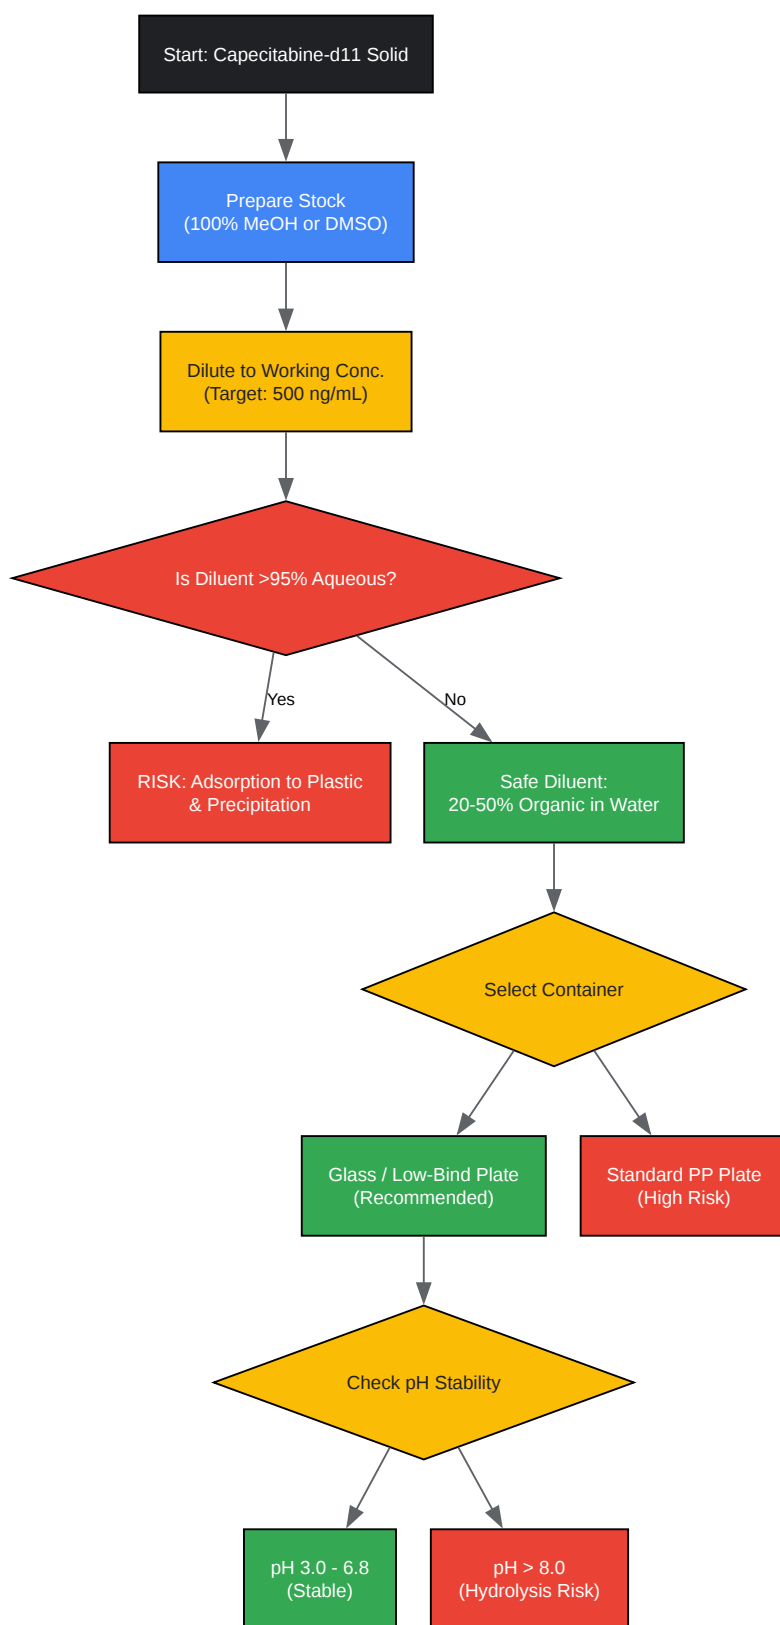 Start: Capecitabine-d11 Solid
Prepare Stock
(100% MeOH or DMSO)
Dilute to Working Conc.
(Target: 500 ng/mL)
Is Diluent >95% Aqueous?
Yes
No
RISK: Adsorption to Plastic
& Precipitation
Safe Diluent:
20-50% Organic in Water
Select Container
Glass / Low-Bind Plate
(Recommended)
Standard PP Plate
(High Risk)
Check pH Stability
pH 3.0 - 6.8
(Stable)
pH > 8.0
(Hydrolysis Risk)